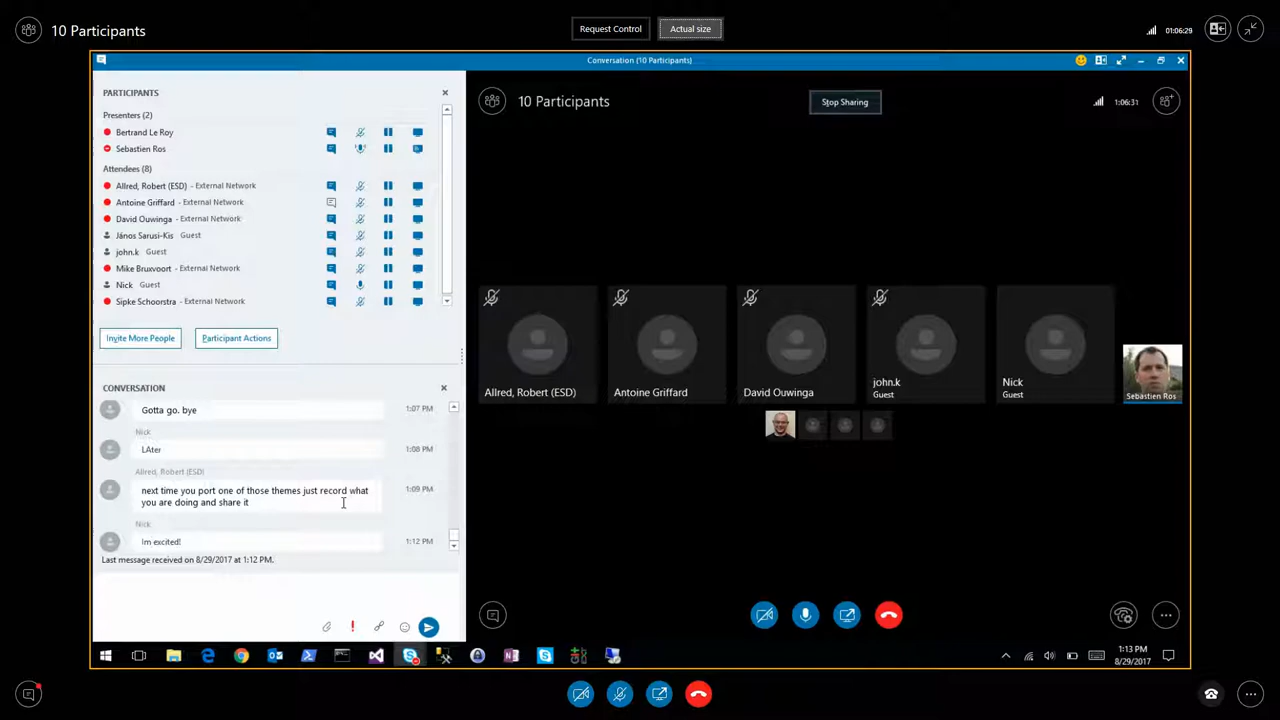 10 Participants
Request Control
Actual size
01:06:29
Conversation (10 Participants)
PARTICIPANTS
Presenters (2)
Bertrand Le Roy
Sebastien Ros
Attendees (8)
Allred, Robert (ESD) - External Network
Antoine Griffard - External Network
David Ouwinga - External Network
János Sarusi-Kis Guest
john.k Guest
Mike Bruxvoort - External Network
Nick Guest
Sipke Schoorstra - External Network
Invite More People
Participant Actions
CONVERSATION
Gotta go. bye
1:07 PM
Nick
LAter
1:08 PM
Allred, Robert (ESD)
next time you port one of those themes just record what
you are doing and share it
1:09 PM
Nick
Im excited!
1:12 PM
Last message received on 8/29/2017 at 1:12 PM.
10 Participants
Stop Sharing
1:06:31
Allred, Robert (ESD)
Antoine Griffard
David Ouwinga
john.k
Guest
Nick
Guest
Sebastien Ros
1:13 PM
8/29/2017